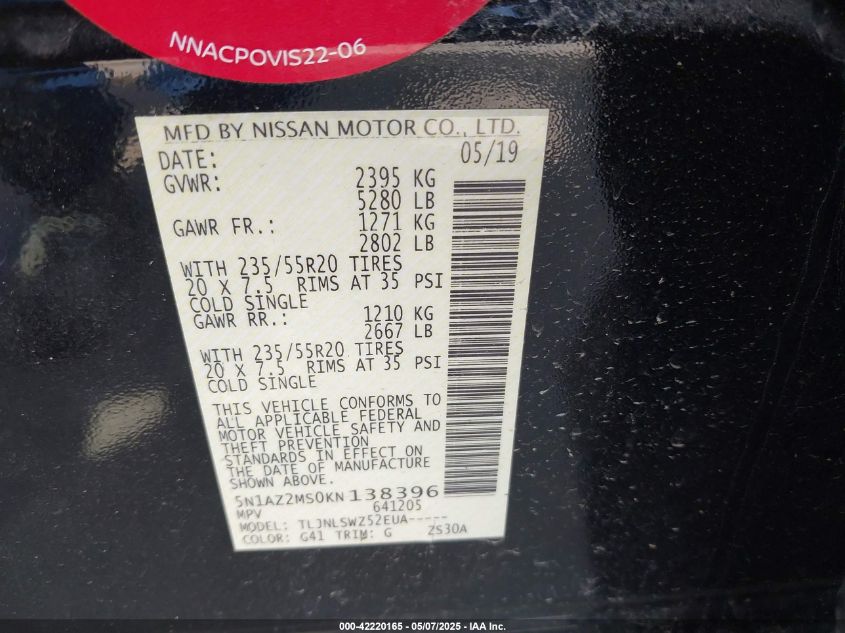 NNACPOVIS22-06
MFD BY NISSAN MOTOR CO., LTD.
DATE: 05/19
GVWR: 2395 KG
5280 LB
GAWR FR.: 1271 KG
2802 LB
WITH 235/55R20 TIRES
20 X 7.5 RIMS AT 35 PSI
COLD SINGLE
GAWR RR.: 1210 KG
2667 LB
WITH 235/55R20 TIRES
20 X 7.5 RIMS AT 35 PSI
COLD SINGLE
THIS VEHICLE CONFORMS TO
ALL APPLICABLE FEDERAL
MOTOR VEHICLE SAFETY AND
THEFT PREVENTION
STANDARDS IN EFFECT ON
THE DATE OF MANUFACTURE
SHOWN ABOVE.
5N1AZ2MS0KN138396
MPV 641205
MODEL: TLJNLSWZ52EUA-----
COLOR: G41 TRIM: G ZS30A
000-42220165 - 05/07/2025 - IAA Inc.